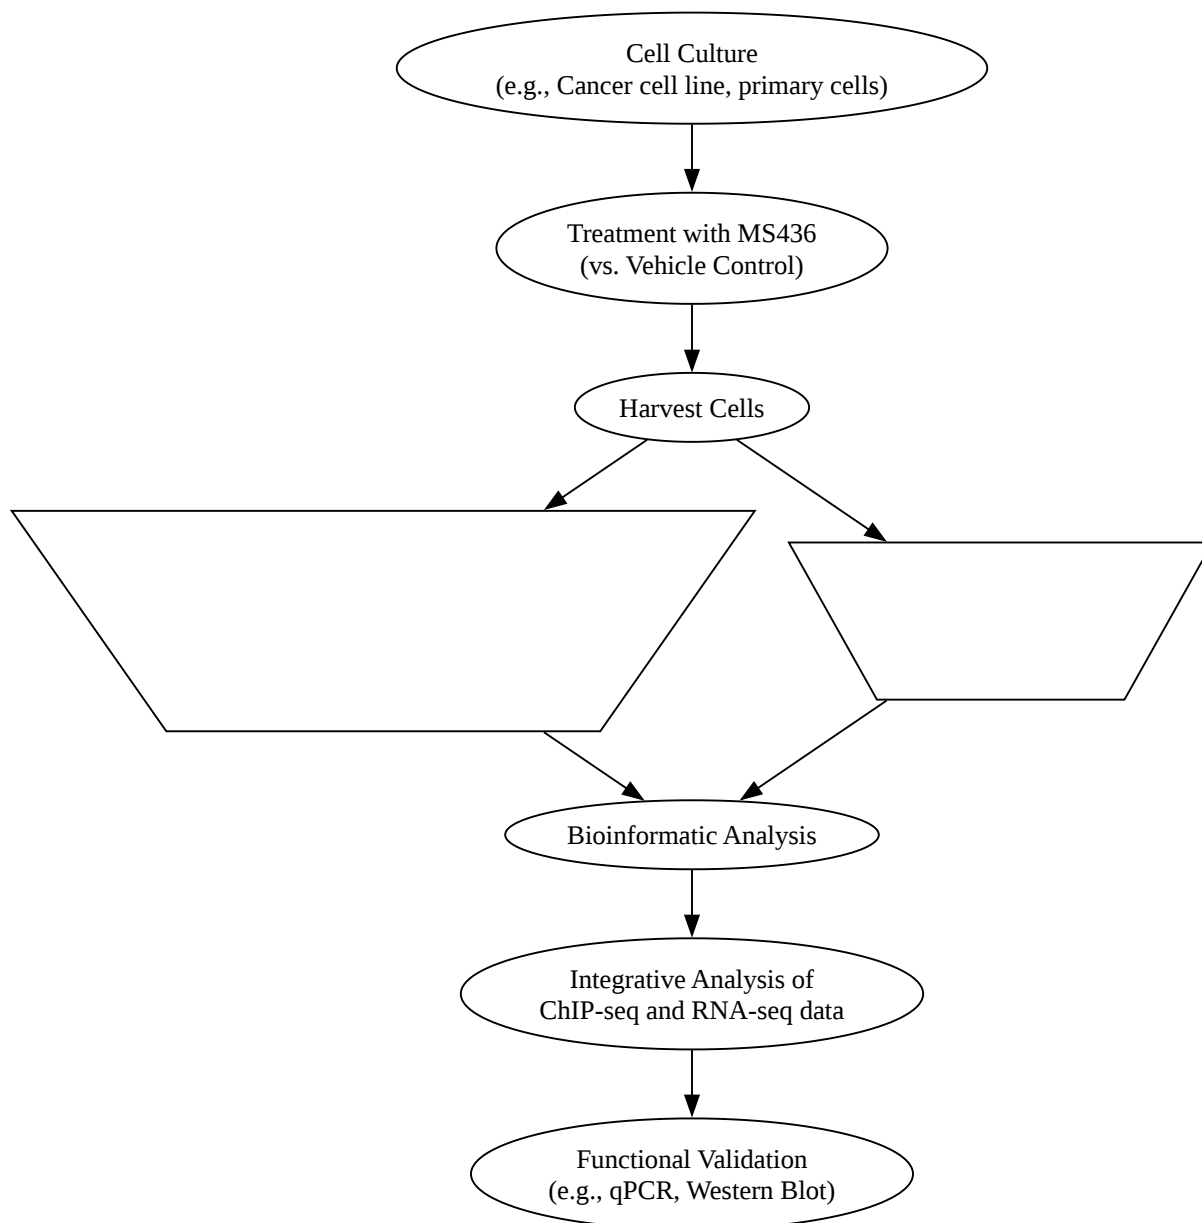 Cell Culture
(e.g., Cancer cell line, primary cells)
Treatment with MS436
(vs. Vehicle Control)
Harvest Cells
Bioinformatic Analysis
Integrative Analysis of
ChIP-seq and RNA-seq data
Functional Validation
(e.g., qPCR, Western Blot)